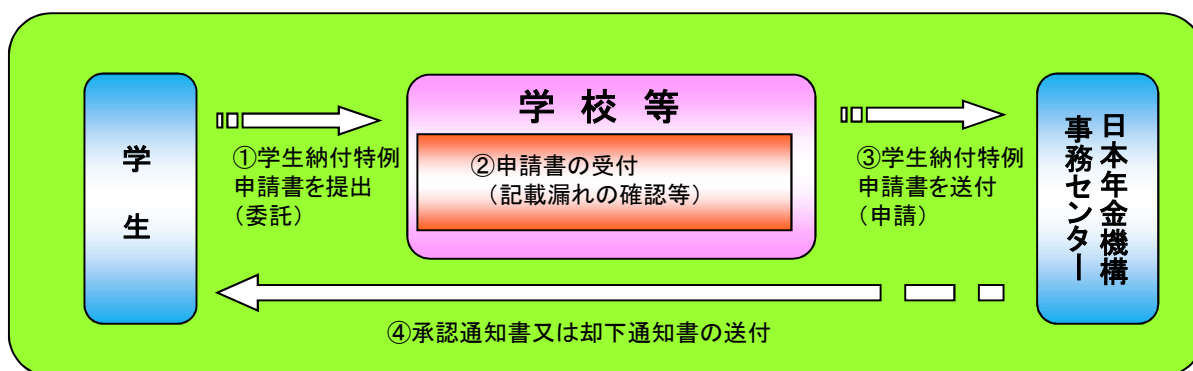 学生
①学生納付特例
申請書を提出
（委託）
学校等
②申請書の受付
（記載漏れの確認等）
③学生納付特例
申請書を送付
（申請）
日本年金機構
事務センター
④承認通知書又は却下通知書の送付